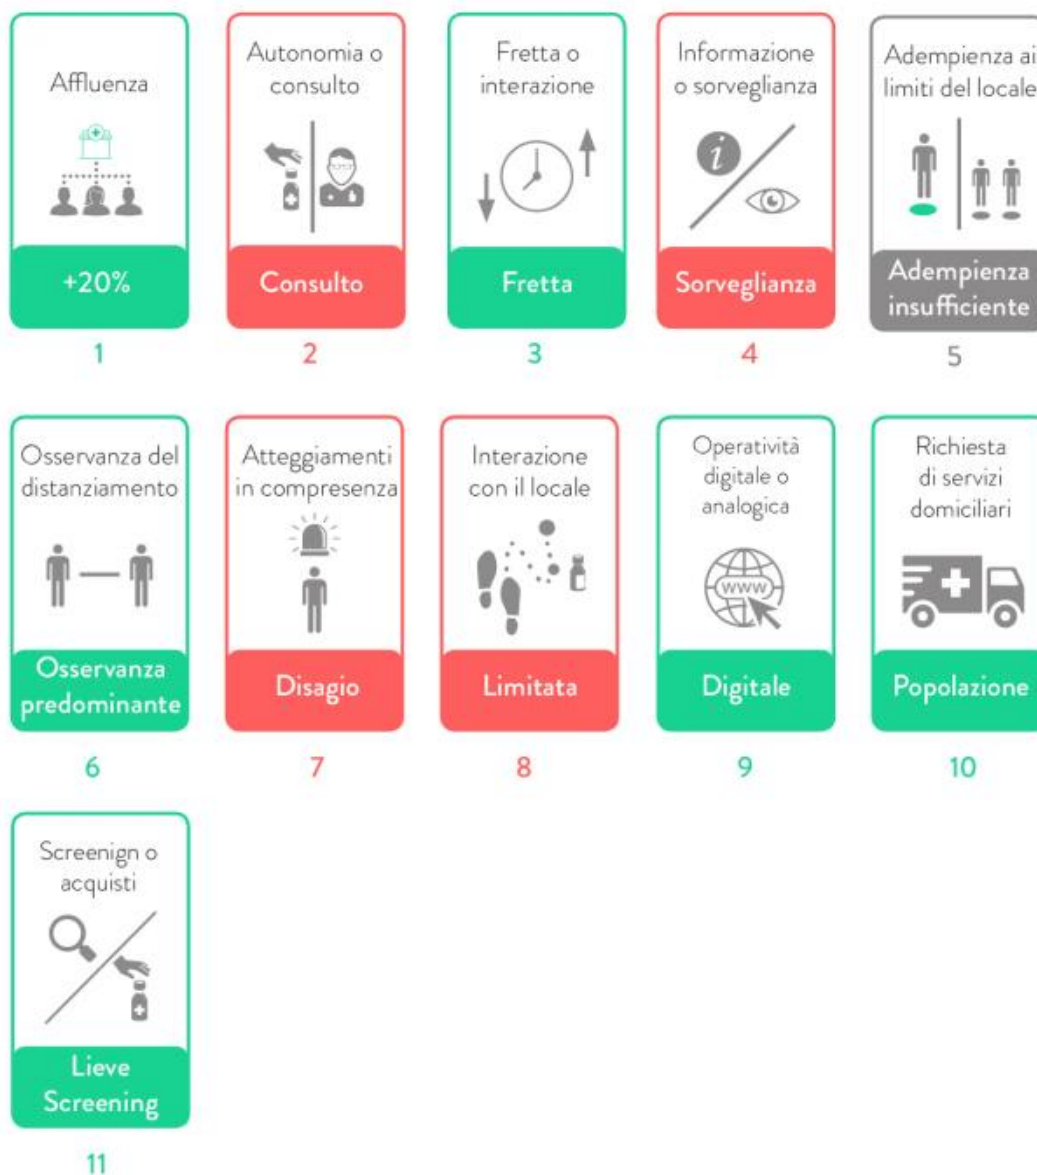 Affluenza
+20%
1
Autonomia o
consulto
Consulto
2
Fretta o
interazione
Fretta
3
Informazione
o sorveglianza
i
Sorveglianza
4
Adempienza ai
limiti del locale
Adempienza
insufficiente
5
Osservanza del
distanziamento
Osservanza
predominante
6
Atteggiamenti
in compresenza
Disagio
7
Interazione
con il locale
Limitata
8
Operatività
digitale o
analogica
www
Digitale
9
Richiesta
di servizi
domiciliari
Popolazione
10
Screenign o
acquisti
Lieve
Screening
11